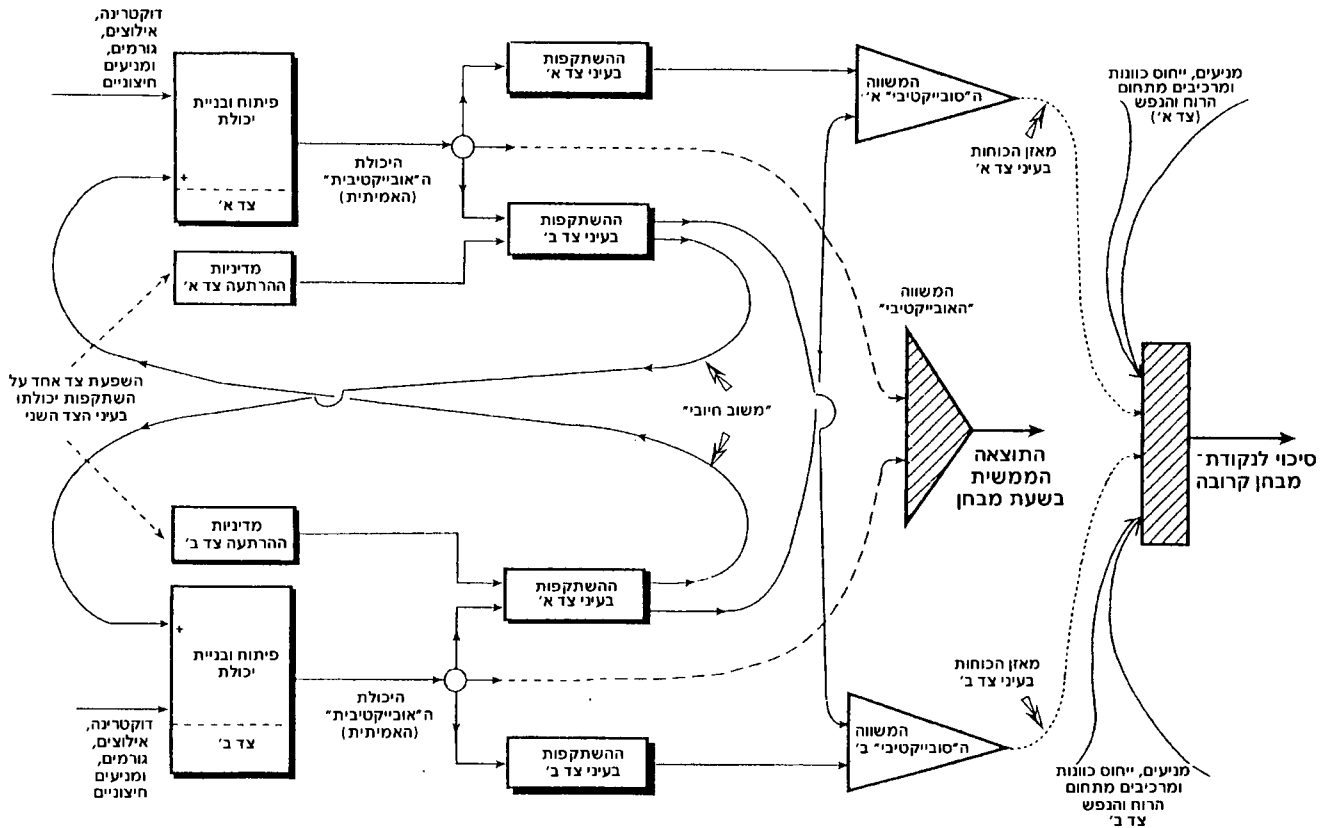 דוקטרינה,
אילוצים,
גורמים,
ומניעים
חיצוניים
פיתוח ובניית
יכולת
+
צד א'
היכולת
ה"אובייקטיבית"
(האמיתית)
ההשתקפות
בעיני צד א'
ההשתקפות
בעיני צד ב'
המשווה
ה"סובייקטיבי" א'
מאזן הכוחות
בעיני צד א'
מניעים, ייחוס כוונות
ומרכיבים מתחום
הרוח והנפש
(צד א')
מדיניות
ההרתעה צד א'
המשווה
"האובייקטיבי"
השפעת צד אחד על
השתקפות יכולתו
בעיני הצד השני
"משוב חיובי"
התוצאה
הממשית
בשעת מבחן
סיכוי לנקודת־
מבחן קרובה
מדיניות
ההרתעה צד ב'
ההשתקפות
בעיני צד א'
+
פיתוח ובניית
יכולת
צד ב'
היכולת
ה"אובייקטיבית"
(האמיתית)
מאזן הכוחות
בעיני צד ב'
המשווה
ה"סובייקטיבי" ב'
ההשתקפות
בעיני צד ב'
דוקטרינה,
אילוצים,
גורמים,
ומניעים
חיצוניים
מניעים, ייחוס כוונות
ומרכיבים מתחום
הרוח והנפש
צד ב'